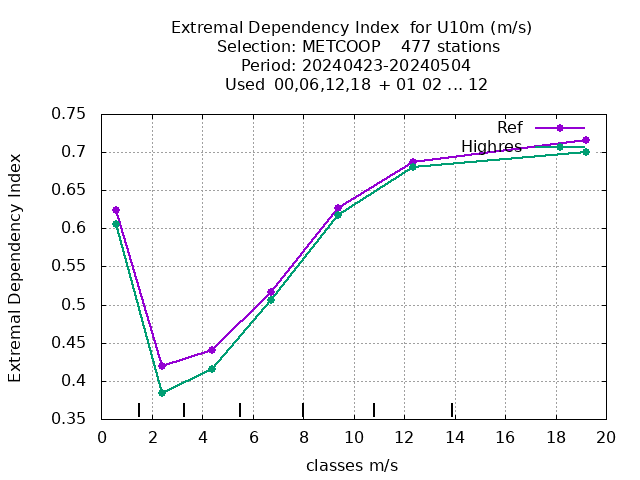 Extremal Dependency Index  for U10m (m/s)
Selection: METCOOP    477 stations
Period: 20240423-20240504
Used  00,06,12,18 + 01 02 ... 12
Extremal Dependency Index
0.75
0.7
0.65
0.6
0.55
0.5
0.45
0.4
0.35
Ref
Highres
0 2 4 6 8 10 12 14 16 18 20
classes m/s